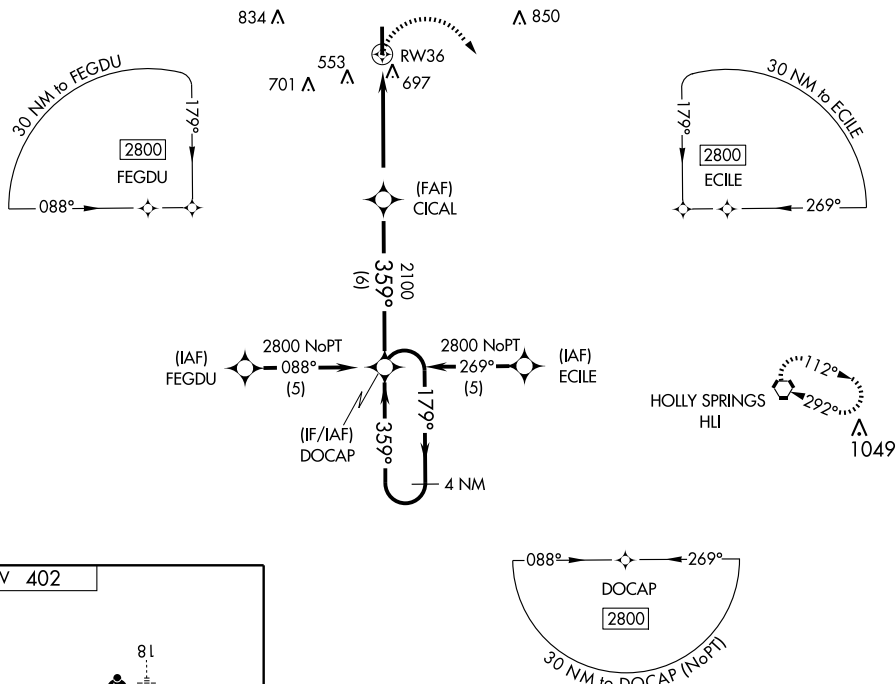 834
850
RW36
553
701
697
30 NM to FEGDU
179°
2800
FEGDU
088°
30 NM to ECILE
179°
2800
ECILE
269°
(FAF)
CICAL
2100
359°
(6)
(IAF)
FEGDU
2800 NoPT
088°
(5)
2800 NoPT
269°
(5)
(IAF)
ECILE
(IF/IAF)
DOCAP
359°
179°
4 NM
HOLLY SPRINGS
HLI
112°
292°
1049
402
18
088°
269°
DOCAP
2800
30 NM to DOCAP (NoPT)